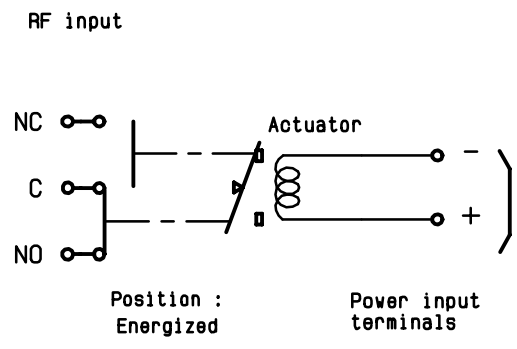 RF input
NC
Actuator
-
C
+
NO
Position :
Energized
Power input
terminals